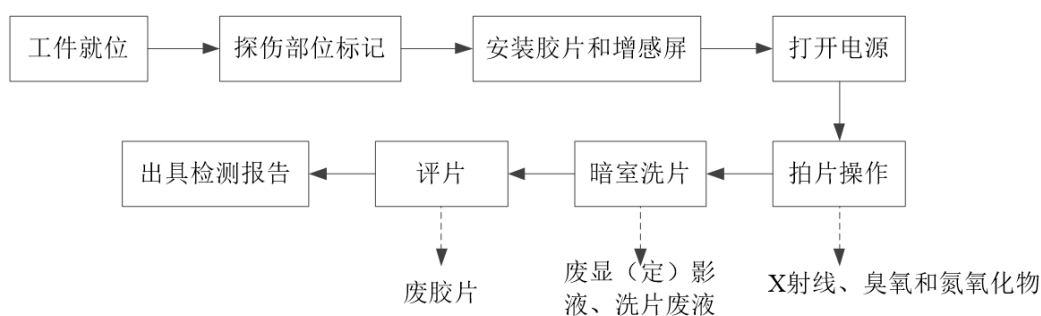 工件就位
探伤部位标记
安装胶片和增感屏
打开电源
出具检测报告
评片
暗室洗片
拍片操作
废胶片
废显（定）影
液、洗片废液
X射线、臭氧和氮氧化物